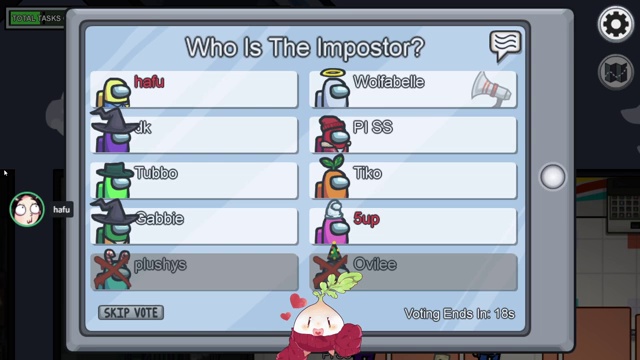 TOTAL TASKS
Who Is The Impostor?
hafu
Wolfabelle
dk
PI SS
Tubbo
Tiko
hafu
Gabbie
5up
plushys
Ovilee
SKIP VOTE
Voting Ends In: 18s